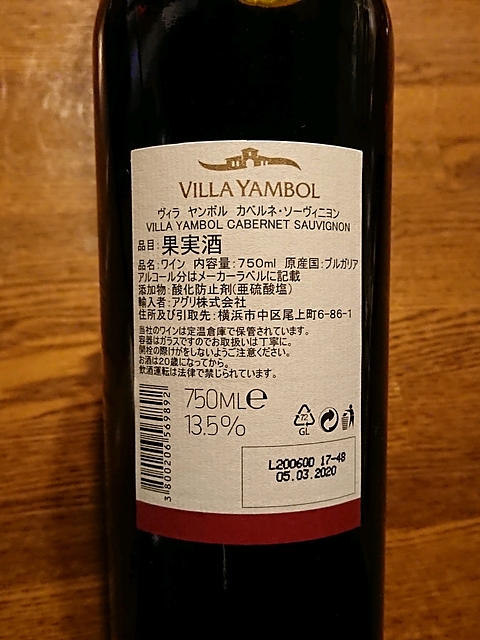 VILLA YAMBOL
ヴィラ ヤンボル カベルネ・ソーヴィニヨン
VILLA YAMBOL CABERNET SAUVIGNON
品目:果実酒
品名:ワイン 内容量:750ml 原産国:ブルガリア
アルコール分はメーカーラベルに記載
添加物:酸化防止剤(亜硫酸塩)
輸入者:アグリ株式会社
住所及び引取先:横浜市中区尾上町6-86-1
当社のワインは定温倉庫で保管されています。
容器はガラスですのでお取扱いは丁寧に。
開栓の際けがをしないようご注意ください。
お酒は20歳になってから。
飲酒運転は法律で禁じられています。
750MLe
13.5%
72
GL
L200600 17-48
05.03.2020
3800206569892